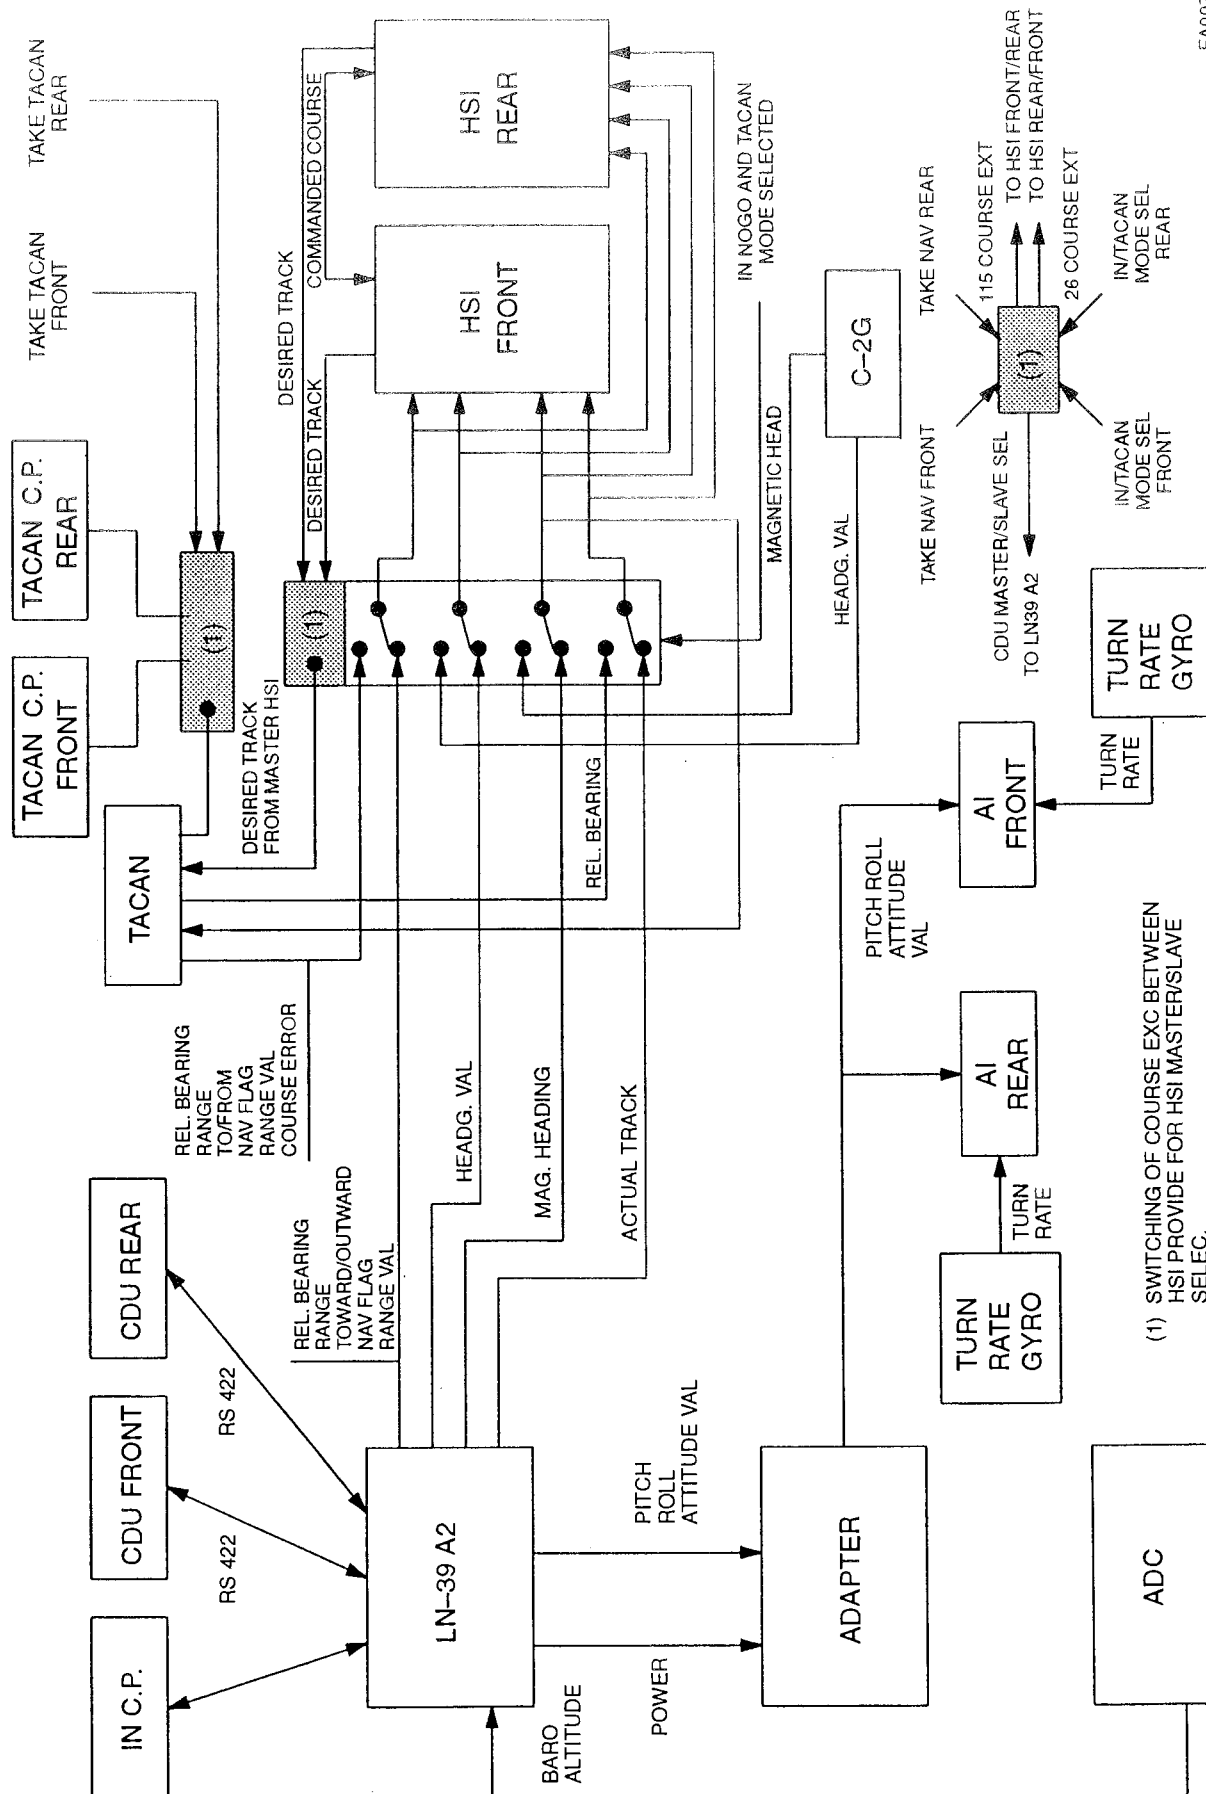 IN C.P.
CDU FRONT
CDU REAR
RS 422
RS 422
LN–39 A2
BARO
ALTITUDE
POWER
PITCH
ROLL
ATTITUDE VAL
ADAPTER
ADC
REL. BEARING
RANGE
TOWARD/OUTWARD
NAV FLAG
RANGE VAL
HEADG. VAL
MAG. HEADING
ACTUAL TRACK
REL. BEARING
RANGE
TO/FROM
NAV FLAG
RANGE VAL
COURSE ERROR
TACAN
TACAN C.P.
FRONT
TACAN C.P.
REAR
(1)
TAKE TACAN
FRONT
TAKE TACAN
REAR
DESIRED TRACK
FROM MASTER HSI
REL. BEARING
(1)
DESIRED TRACK
DESIRED TRACK
COMMANDED COURSE
HSI
FRONT
HSI
REAR
IN NOGO AND TACAN
MODE SELECTED
MAGNETIC HEAD
HEADG. VAL
C–2G
TURN
RATE
GYRO
TURN
RATE
AI
REAR
PITCH ROLL
ATTITUDE
VAL
AI
FRONT
TURN
RATE
TURN
RATE
GYRO
TAKE NAV FRONT
TAKE NAV REAR
CDU MASTER/SLAVE SEL
TO LN39 A2
(1)
115 COURSE EXT
TO HSI FRONT/REAR
TO HSI REAR/FRONT
26 COURSE EXT
IN/TACAN
MODE SEL
FRONT
IN/TACAN
MODE SEL
REAR
(1) SWITCHING OF COURSE EXC BETWEEN
HSI PROVIDE FOR HSI MASTER/SLAVE
SELEC.